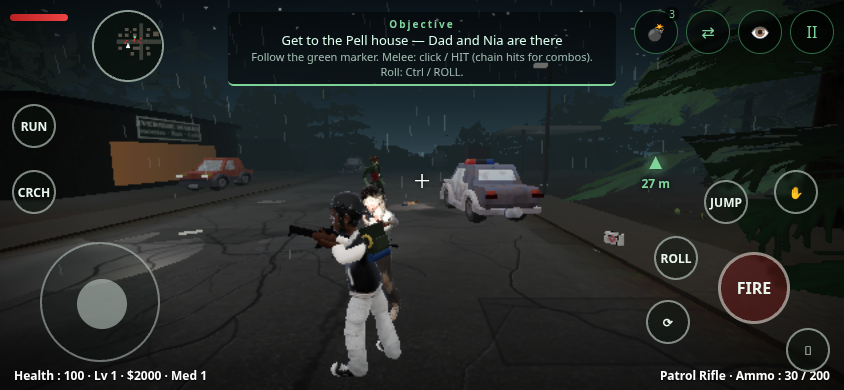 Objective
Get to the Pell house — Dad and Nia are there
Follow the green marker. Melee: click / HIT (chain hits for combos).
Roll: Ctrl / ROLL.
3
II
RUN
CRCH
27 m
JUMP
ROLL
FIRE
Health : 100 · Lv 1 · $2000 · Med 1
Patrol Rifle · Ammo : 30 / 200